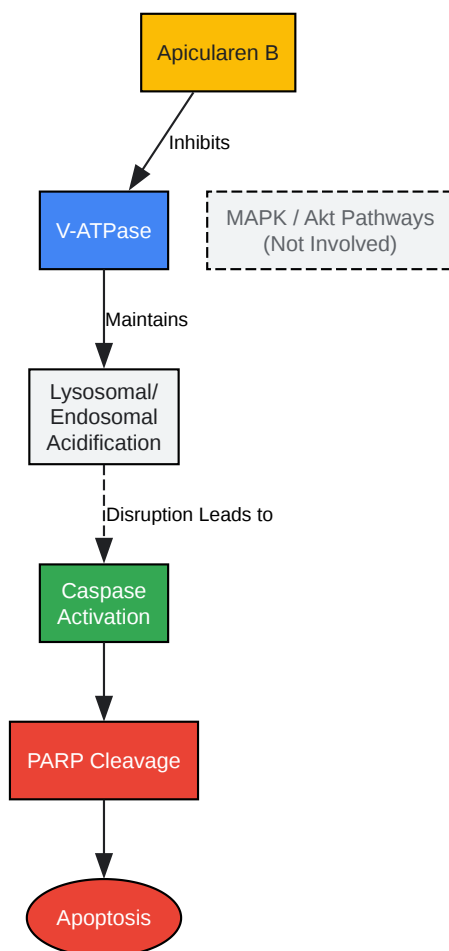 Apicularen B
Inhibits
V-ATPase
MAPK / Akt Pathways
(Not Involved)
Maintains
Lysosomal/
Endosomal
Acidification
Disruption Leads to
Caspase
Activation
PARP Cleavage
Apoptosis